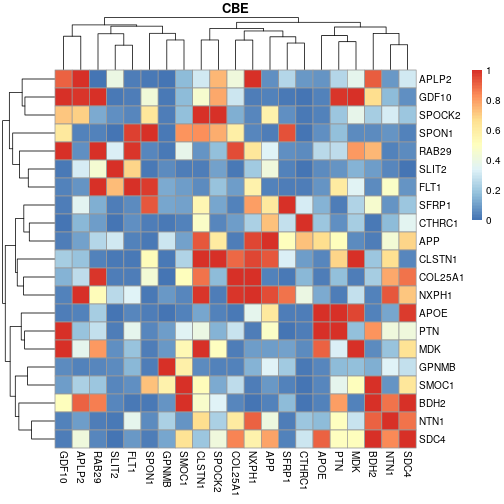 CBE
APLP2
GDF10
SPOCK2
SPON1
RAB29
SLIT2
FLT1
SFRP1
CTHRC1
APP
CLSTN1
COL25A1
NXPH1
APOE
PTN
MDK
GPNMB
SMOC1
BDH2
NTN1
SDC4
1
0.8
0.6
0.4
0.2
0
GDF10
APLP2
RAB29
SLIT2
FLT1
SPON1
GPNMB
SMOC1
CLSTN1
SPOCK2
COL25A1
NXPH1
APP
SFRP1
CTHRC1
APOE
PTN
MDK
BDH2
NTN1
SDC4